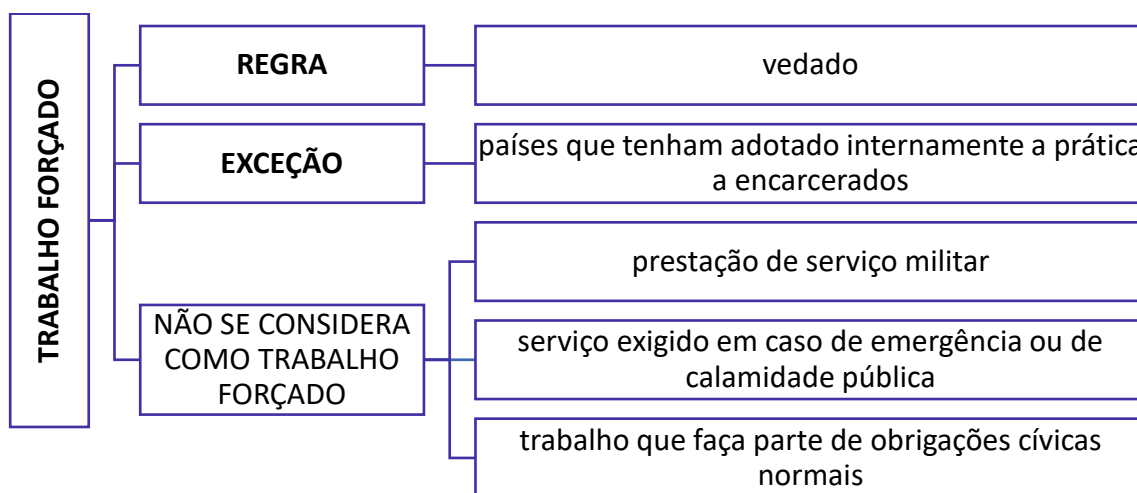 TRABALHO FORÇADO
REGRA
vedado
EXCEÇÃO
países que tenham adotado internamente a prática
a encarcerados
NÃO SE CONSIDERA
COMO TRABALHO
FORÇADO
prestação de serviço militar
serviço exigido em caso de emergência ou de
calamidade pública
trabalho que faça parte de obrigações cívicas
normais